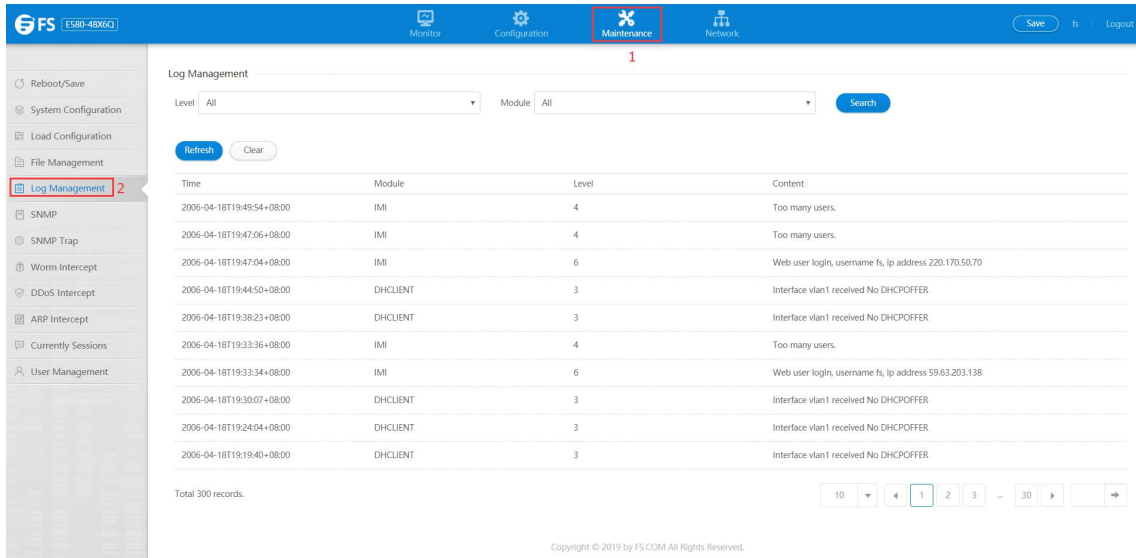 FS E580-48X6Q Monitor Configuration Maintenance Network Save fs Logout
1
Reboot/Save
System Configuration
Load Configuration
File Management
Log Management 2
SNMP
SNMP Trap
Worm Intercept
DDoS Intercept
ARP Intercept
Currently Sessions
User Management
Log Management
Level All Module All Search
Refresh Clear
Time Module Level Content
2006-04-18T19:49:54+08:00 IMI 4 Too many users.
2006-04-18T19:47:06+08:00 IMI 4 Too many users.
2006-04-18T19:47:04+08:00 IMI 6 Web user login, username fs, ip address 220.170.50.70
2006-04-18T19:44:50+08:00 DHCLIENT 3 Interface vlan1 received No DHCPOFFER
2006-04-18T19:38:23+08:00 DHCLIENT 3 Interface vlan1 received No DHCPOFFER
2006-04-18T19:33:36+08:00 IMI 4 Too many users.
2006-04-18T19:33:34+08:00 IMI 6 Web user login, username fs, ip address 59.63.203.138
2006-04-18T19:30:07+08:00 DHCLIENT 3 Interface vlan1 received No DHCPOFFER
2006-04-18T19:24:04+08:00 DHCLIENT 3 Interface vlan1 received No DHCPOFFER
2006-04-18T19:19:40+08:00 DHCLIENT 3 Interface vlan1 received No DHCPOFFER
Total 300 records. 10 1 2 3 ... 30
Copyright © 2019 by FS.COM All Rights Reserved.